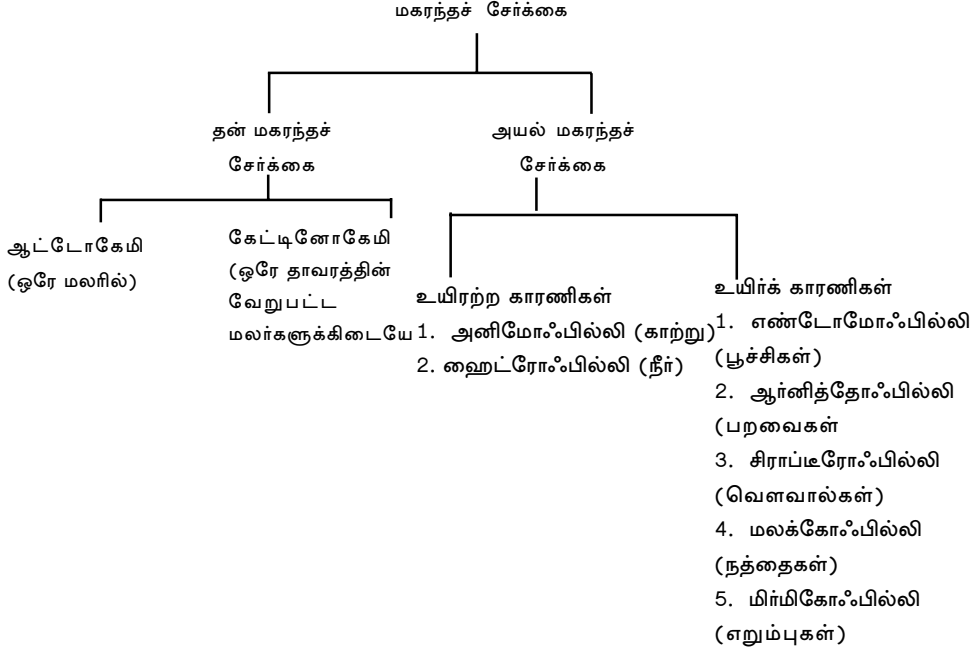 மகரந்தச் சேர்க்கை
தன் மகரந்தச்
சேர்க்கை
அயல் மகரந்தச்
சேர்க்கை
ஆட்டோகேமி
(ஒரே மலரில்)
கேட்டினோகேமி
(ஒரே தாவரத்தின்
வேறுபட்ட
மலர்களுக்கிடையே
உயிரற்ற காரணிகள்
1. அனிமோஃபில்லி (காற்று)
2. ஹைட்ரோஃபில்லி (நீர்)
உயிர்க் காரணிகள்
1. எண்டோமோஃபில்லி
(பூச்சிகள்)
2. ஆர்னித்தோஃபில்லி
(பறவைகள்
3. சிராப்டீரோஃபில்லி
(வௌவால்கள்)
4. மலக்கோஃபில்லி
(நத்தைகள்)
5. மிர்மிகோஃபில்லி
(எறும்புகள்)